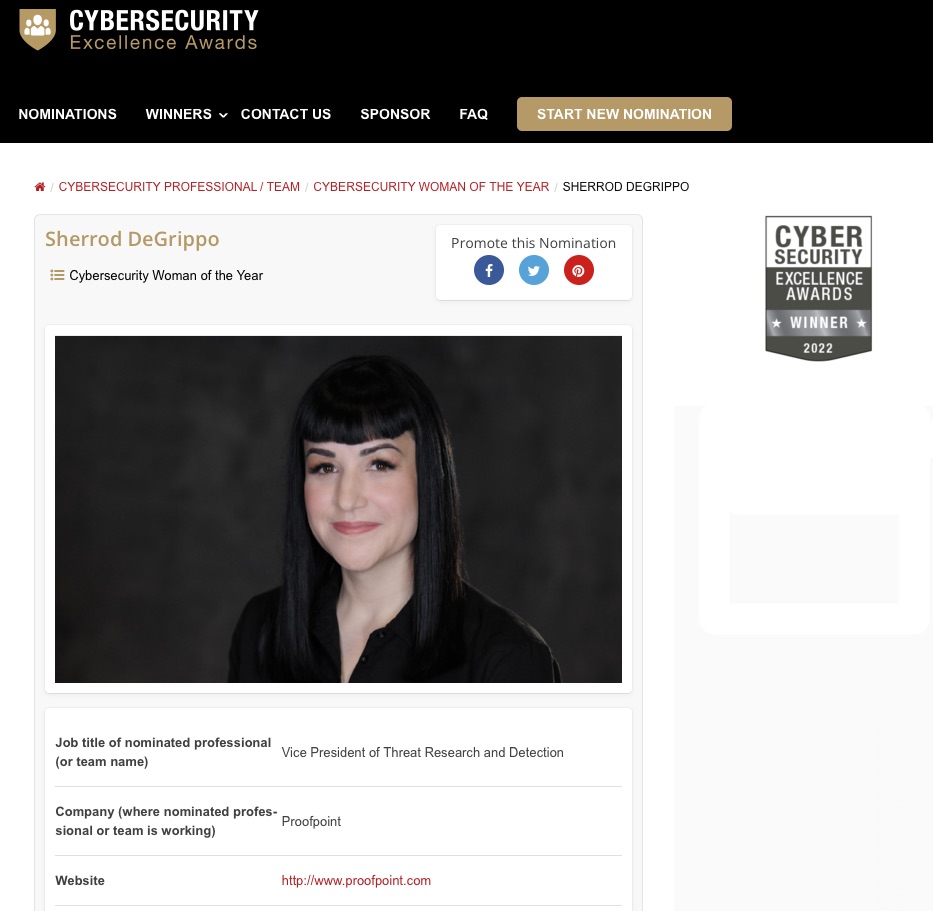 CYBERSECURITY
Excellence Awards
NOMINATIONS WINNERS CONTACT US SPONSOR FAQ START NEW NOMINATION
/ CYBERSECURITY PROFESSIONAL / TEAM / CYBERSECURITY WOMAN OF THE YEAR / SHERROD DEGRIPPO
Sherrod DeGrippo
Cybersecurity Woman of the Year
Promote this Nomination
CYBER
SECURITY
EXCELLENCE
AWARDS
★ WINNER ★
2022
Job title of nominated professional
(or team name)
Vice President of Threat Research and Detection
Company (where nominated profes-
sional or team is working)
Proofpoint
Website
http://www.proofpoint.com